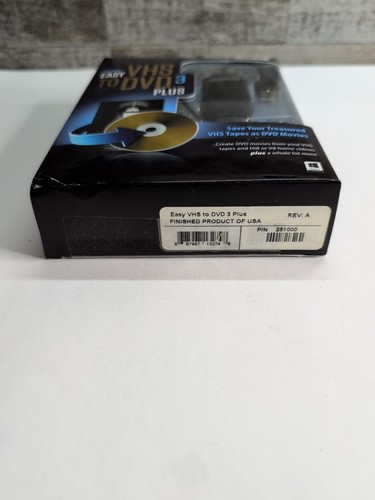 EASY
VHS
TO DVD 3
PLUS
Save Your Treasured
VHS Tapes as DVD Movies
Create DVD movies from your VHS
tapes and Hi8 or V8 home videos
plus a whole lot more
Easy VHS to DVD 3 Plus
REV: A
FINISHED PRODUCT OF USA
P/N 251000